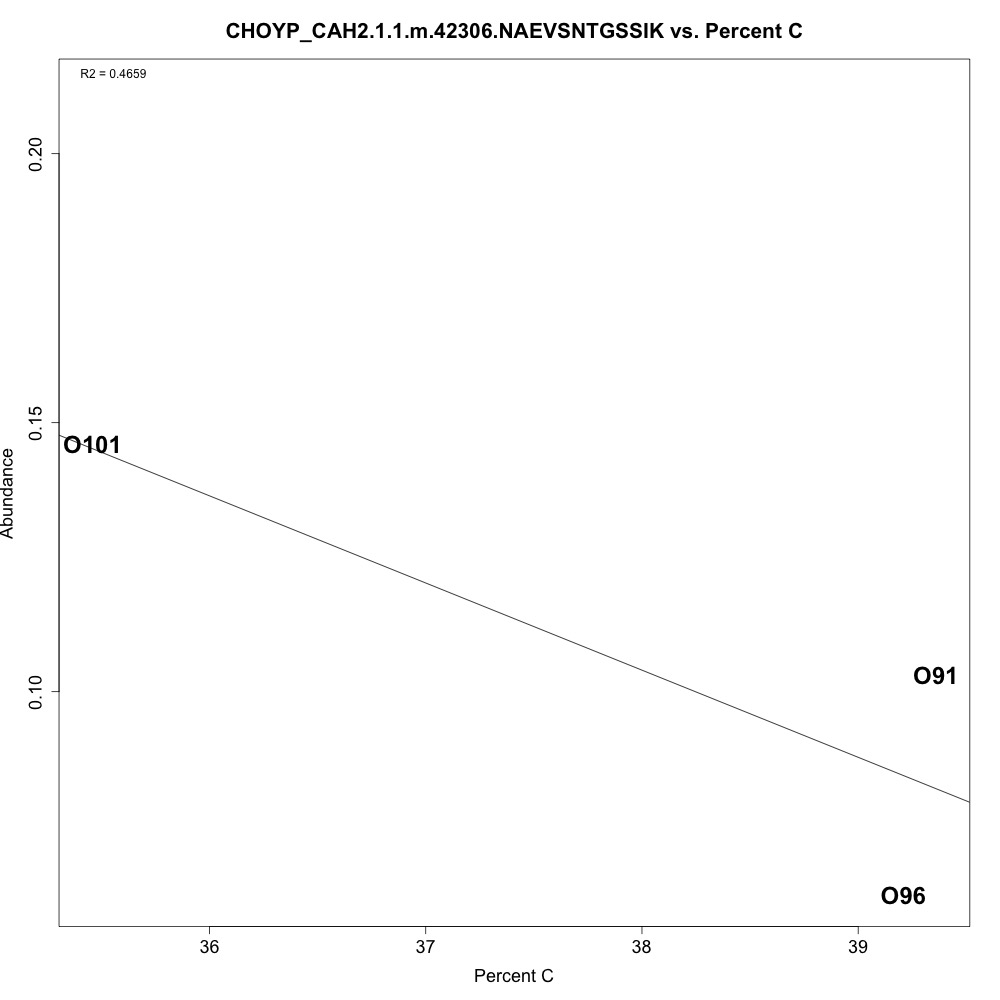 CHOYP_CAH2.1.1.m.42306.NAEVSNTGSSIK vs. Percent C
R2 = 0.4659
0.20
0.15
O101
Abundance
0.10
O91
O96
36 37 38 39
Percent C